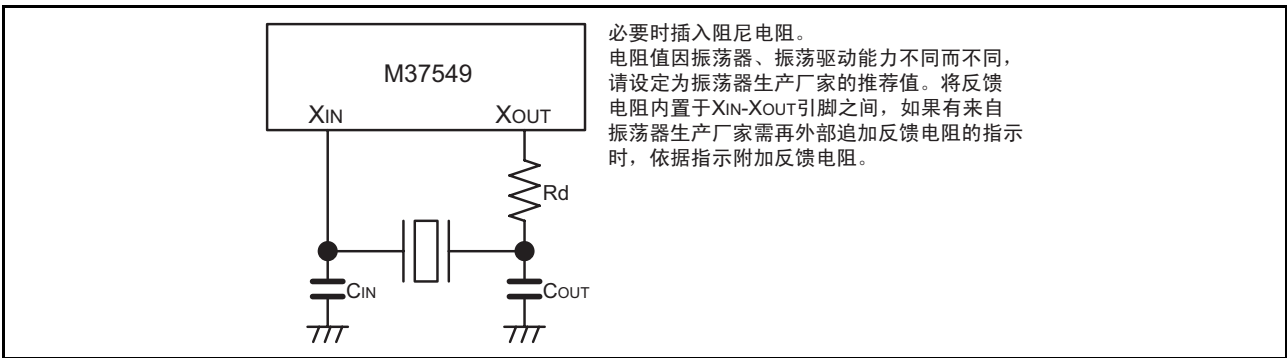 M37549
XIN
XOUT
Rd
CIN
COUT
必要时插入阻尼电阻。
电阻值因振荡器、振荡驱动能力不同而不同，
请设定为振荡器生产厂家的推荐值。将反馈
电阻内置于XIN-XOUT引脚之间，如果有来自
振荡器生产厂家需再外部追加反馈电阻的指示
时，依据指示附加反馈电阻。